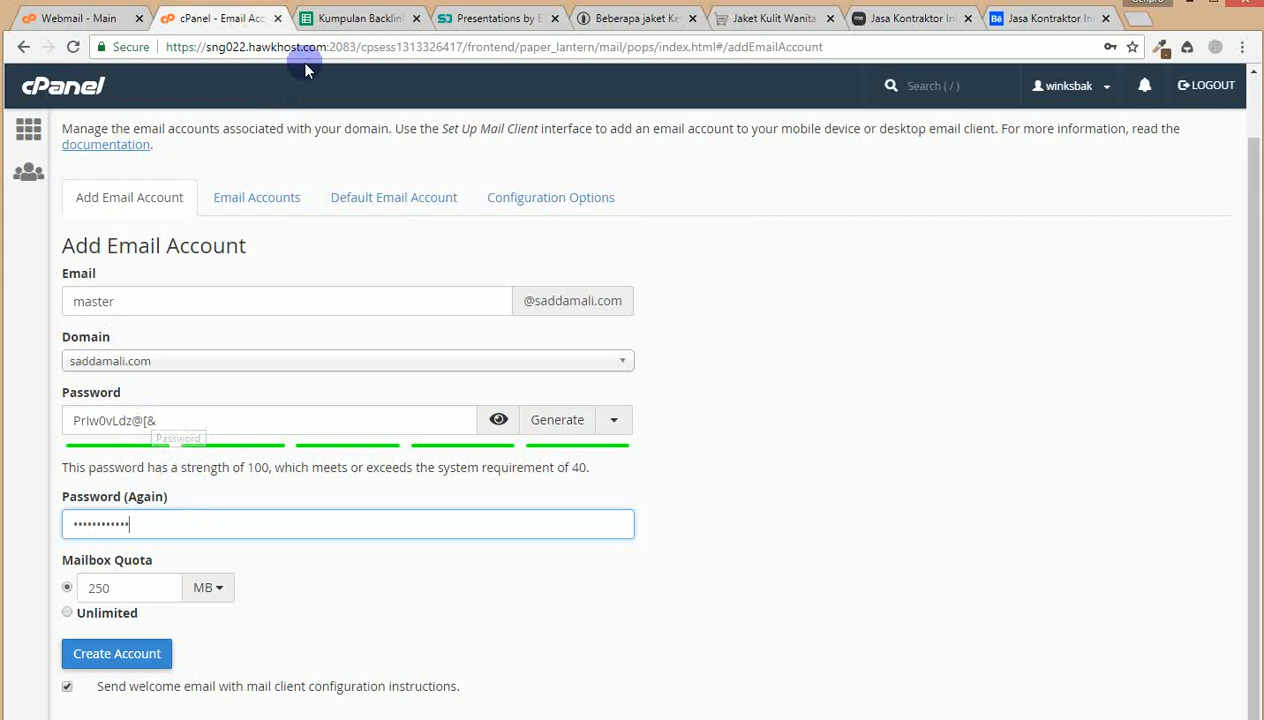 Webmail - Main
cPanel - Email Acc
Kumpulan Backlink
Presentations by E
Beberapa jaket Ke
Jaket Kulit Wanita
Jasa Kontraktor In
Jasa Kontraktor In
Secure
https://sng022.hawkhost.com:2083/cpsess1313326417/frontend/paper_lantern/mail/pops/index.html#/addEmailAccount
cPanel
Search ( / )
winksbak
LOGOUT
Manage the email accounts associated with your domain. Use the Set Up Mail Client interface to add an email account to your mobile device or desktop email client. For more information, read the
documentation.
Add Email Account
Email Accounts
Default Email Account
Configuration Options
Add Email Account
Email
master
@saddamali.com
Domain
saddamali.com
Password
PrIw0vLdz@[&
Generate
Password
This password has a strength of 100, which meets or exceeds the system requirement of 40.
Password (Again)
••••••••••••
Mailbox Quota
250
MB
Unlimited
Create Account
Send welcome email with mail client configuration instructions.